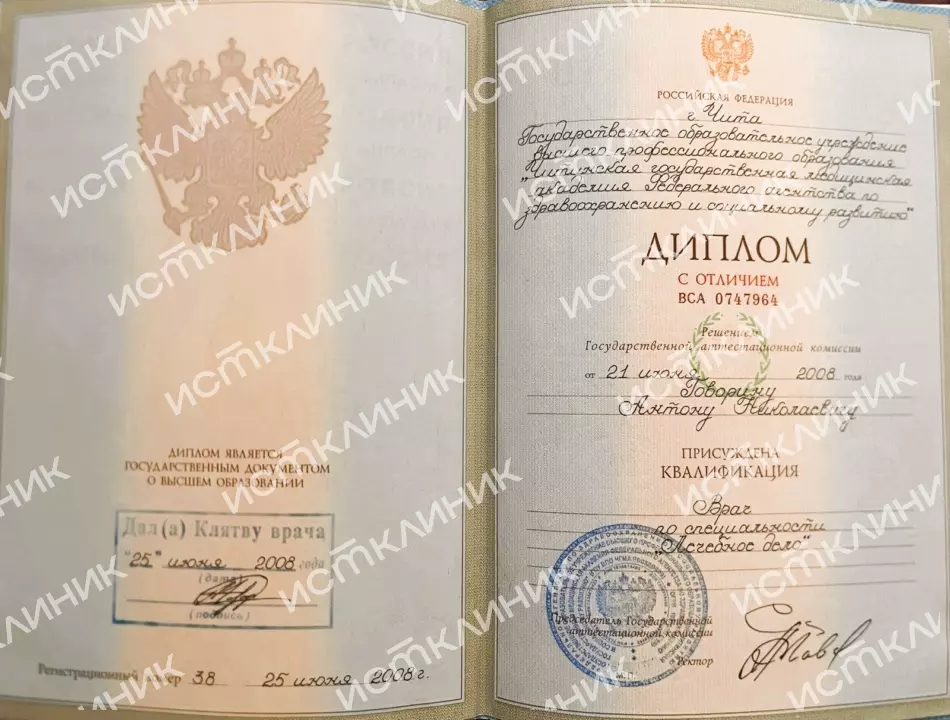 ДИПЛОМ ЯВЛЯЕТСЯ
ГОСУДАРСТВЕННЫМ ДОКУМЕНТОМ
О ВЫСШЕМ ОБРАЗОВАНИИ
Дал(а) Клятву врача
"25" июня 2008 года
(дата)
(подпись)
Регистрационный номер 38 25 июня 2008 г.
РОССИЙСКАЯ ФЕДЕРАЦИЯ
г. Чита
Государственное образовательное учреждение
высшего профессионального образования
"Читинская государственная медицинская
академия Федерального агентства по
здравоохранению и социальному развитию"
ДИПЛОМ
С ОТЛИЧИЕМ
ВСА 0747964
Решением
Государственной аттестационной комиссии
от 21 июня 2008 года
Говорину
Антону Николаевичу
ПРИСУЖДЕНА
КВАЛИФИКАЦИЯ
Врач
по специальности
"Лечебное дело"
Председатель Государственной
аттестационной комиссии
Ректор
М.П.
ИСТКЛИНИК